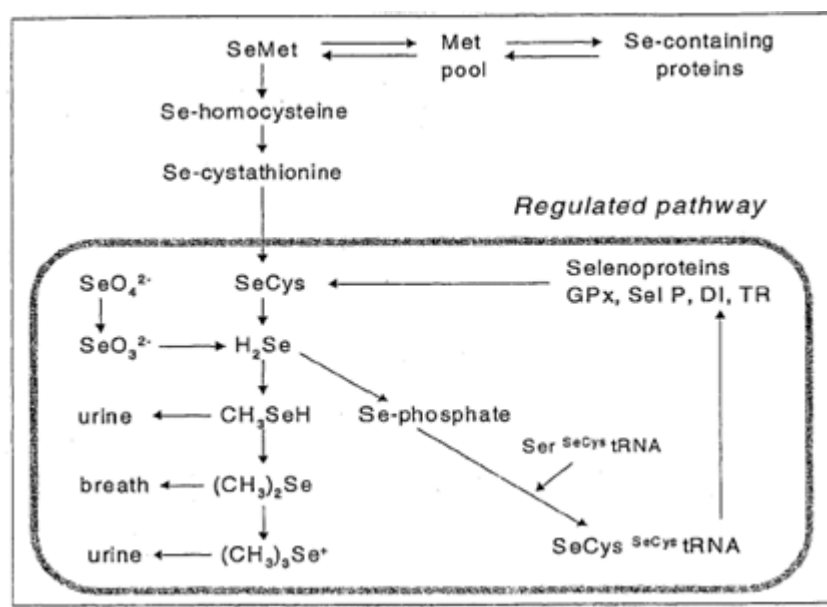 SeMet
Met
pool
Se-containing
proteins
Se-homocysteine
Se-cystathionine
Regulated pathway
SeO₄²⁻
SeCys
Selenoproteins
GPx, Sel P, DI, TR
SeO₃²⁻
H₂Se
urine
CH₃SeH
Se-phosphate
Ser SeCys tRNA
breath
(CH₃)₂Se
urine
(CH₃)₃Se⁺
SeCys SeCys tRNA